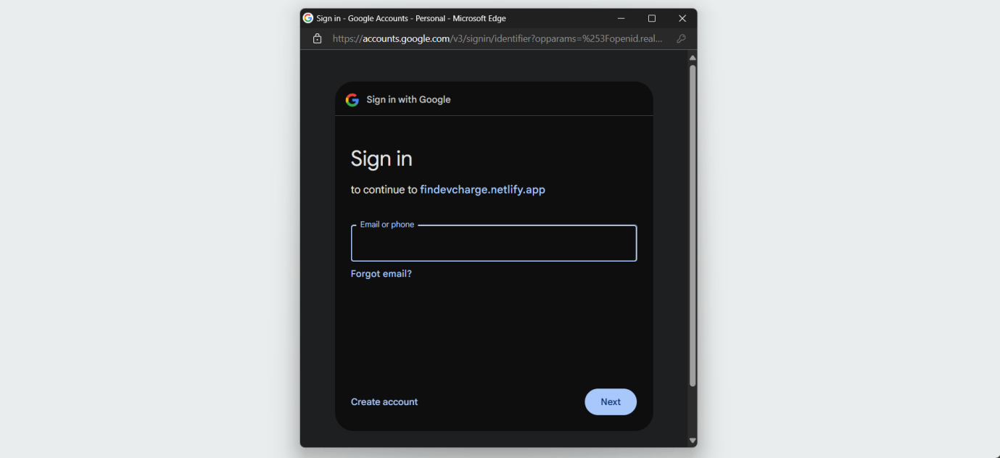 Sign in - Google Accounts - Personal - Microsoft Edge
https://accounts.google.com/v3/signin/identifier?opparams=%253Fopenid.real...
Sign in with Google
Sign in
to continue to findevcharge.netlify.app
Email or phone
Forgot email?
Create account
Next